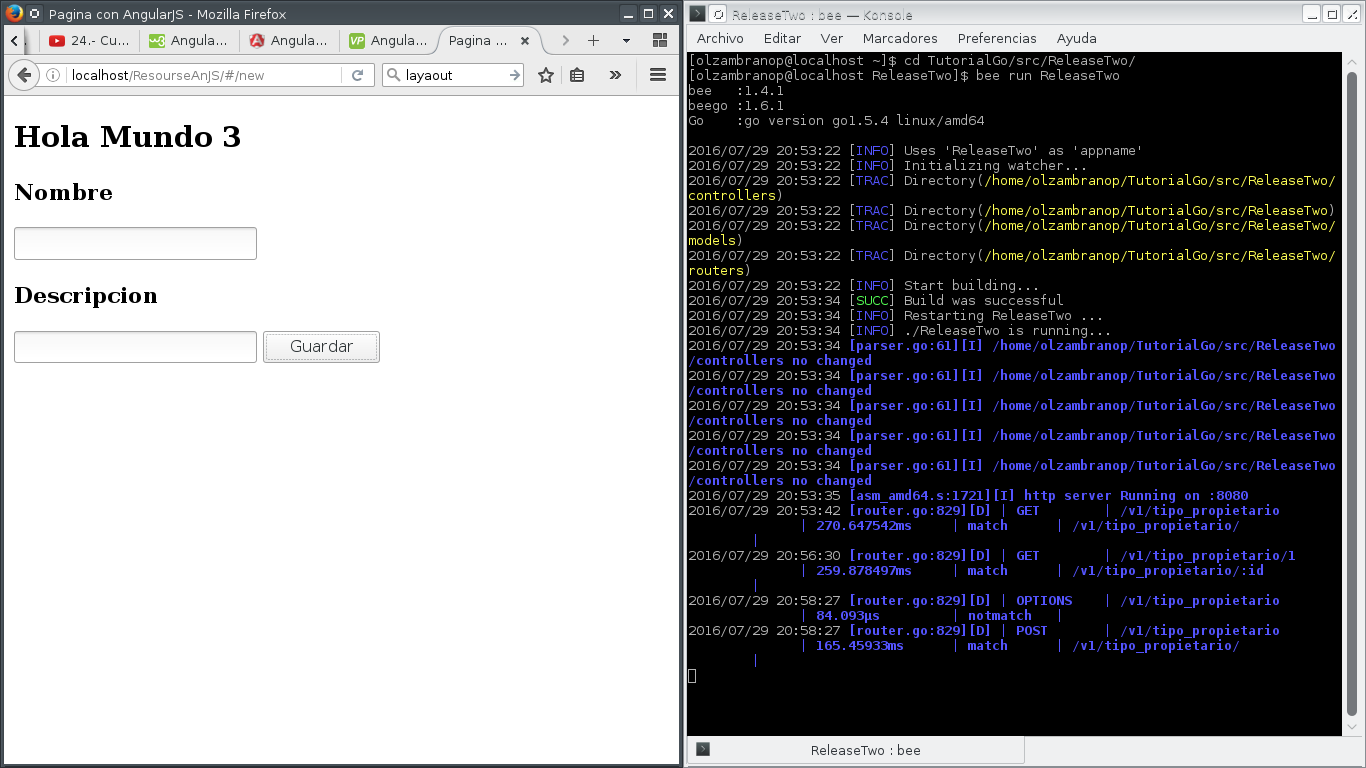 Pagina con AngularJS - Mozilla Firefox
24.- Cu...
Angula...
Angula...
Angula...
Pagina ...
localhost/ResourseAnJS/#/new
layaout
Hola Mundo 3
Nombre
Descripcion
Guardar
ReleaseTwo : bee — Konsole
Archivo Editar Ver Marcadores Preferencias Ayuda
[olzambranop@localhost ~]$ cd TutorialGo/src/ReleaseTwo/
[olzambranop@localhost ReleaseTwo]$ bee run ReleaseTwo
bee :1.4.1
beego :1.6.1
Go :go version go1.5.4 linux/amd64
2016/07/29 20:53:22 [INFO] Uses 'ReleaseTwo' as 'appname'
2016/07/29 20:53:22 [INFO] Initializing watcher...
2016/07/29 20:53:22 [TRAC] Directory(/home/olzambranop/TutorialGo/src/ReleaseTwo/
controllers)
2016/07/29 20:53:22 [TRAC] Directory(/home/olzambranop/TutorialGo/src/ReleaseTwo)
2016/07/29 20:53:22 [TRAC] Directory(/home/olzambranop/TutorialGo/src/ReleaseTwo/
models)
2016/07/29 20:53:22 [TRAC] Directory(/home/olzambranop/TutorialGo/src/ReleaseTwo/
routers)
2016/07/29 20:53:22 [INFO] Start building...
2016/07/29 20:53:34 [SUCC] Build was successful
2016/07/29 20:53:34 [INFO] Restarting ReleaseTwo ...
2016/07/29 20:53:34 [INFO] ./ReleaseTwo is running...
2016/07/29 20:53:34 [parser.go:61][I] /home/olzambranop/TutorialGo/src/ReleaseTwo
/controllers no changed
2016/07/29 20:53:34 [parser.go:61][I] /home/olzambranop/TutorialGo/src/ReleaseTwo
/controllers no changed
2016/07/29 20:53:34 [parser.go:61][I] /home/olzambranop/TutorialGo/src/ReleaseTwo
/controllers no changed
2016/07/29 20:53:34 [parser.go:61][I] /home/olzambranop/TutorialGo/src/ReleaseTwo
/controllers no changed
2016/07/29 20:53:34 [parser.go:61][I] /home/olzambranop/TutorialGo/src/ReleaseTwo
/controllers no changed
2016/07/29 20:53:35 [asm_amd64.s:1721][I] http server Running on :8080
2016/07/29 20:53:42 [router.go:829][D] | GET | /v1/tipo_propietario
| 270.647542ms | match | /v1/tipo_propietario/
|
2016/07/29 20:56:30 [router.go:829][D] | GET | /v1/tipo_propietario/1
| 259.878497ms | match | /v1/tipo_propietario/:id
|
2016/07/29 20:58:27 [router.go:829][D] | OPTIONS | /v1/tipo_propietario
| 84.093µs | notmatch |
2016/07/29 20:58:27 [router.go:829][D] | POST | /v1/tipo_propietario
| 165.45933ms | match | /v1/tipo_propietario/
|
ReleaseTwo : bee